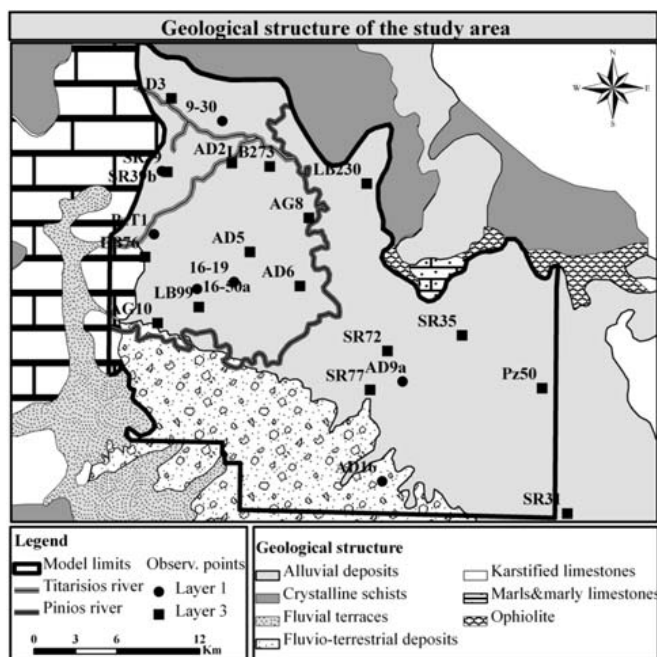 Geological structure of the study area
N
W E
S
D3
9-30
AD2
LB273
LB230
SR39b
AG8
AD5
16-19
16-50a
AD6
LB99
AG10
SR72
SR35
AD9a
SR77
Pz50
AD16
SR31
Legend
Model limits
Titarisios river
Pinios river
Observ. points
Layer 1
Layer 3
0 3 6 12
Km
Geological structure
Alluvial deposits
Crystalline schists
Fluvial terraces
Fluvio-terrestrial deposits
Karstified limestones
Marls&marly limestones
Ophiolite